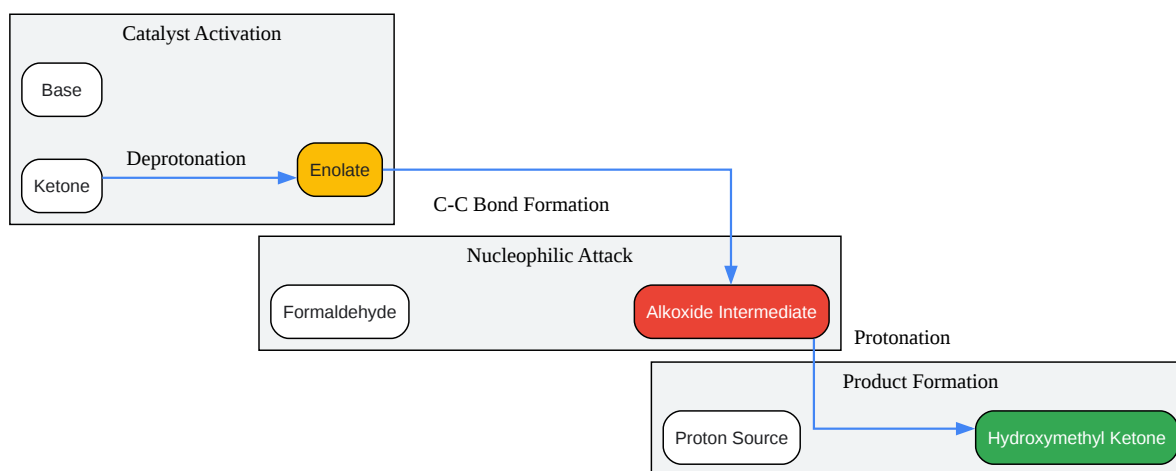 Catalyst Activation
Base
Ketone
Deprotonation
Enolate
C-C Bond Formation
Nucleophilic Attack
Formaldehyde
Alkoxide Intermediate
Protonation
Product Formation
Proton Source
Hydroxymethyl Ketone